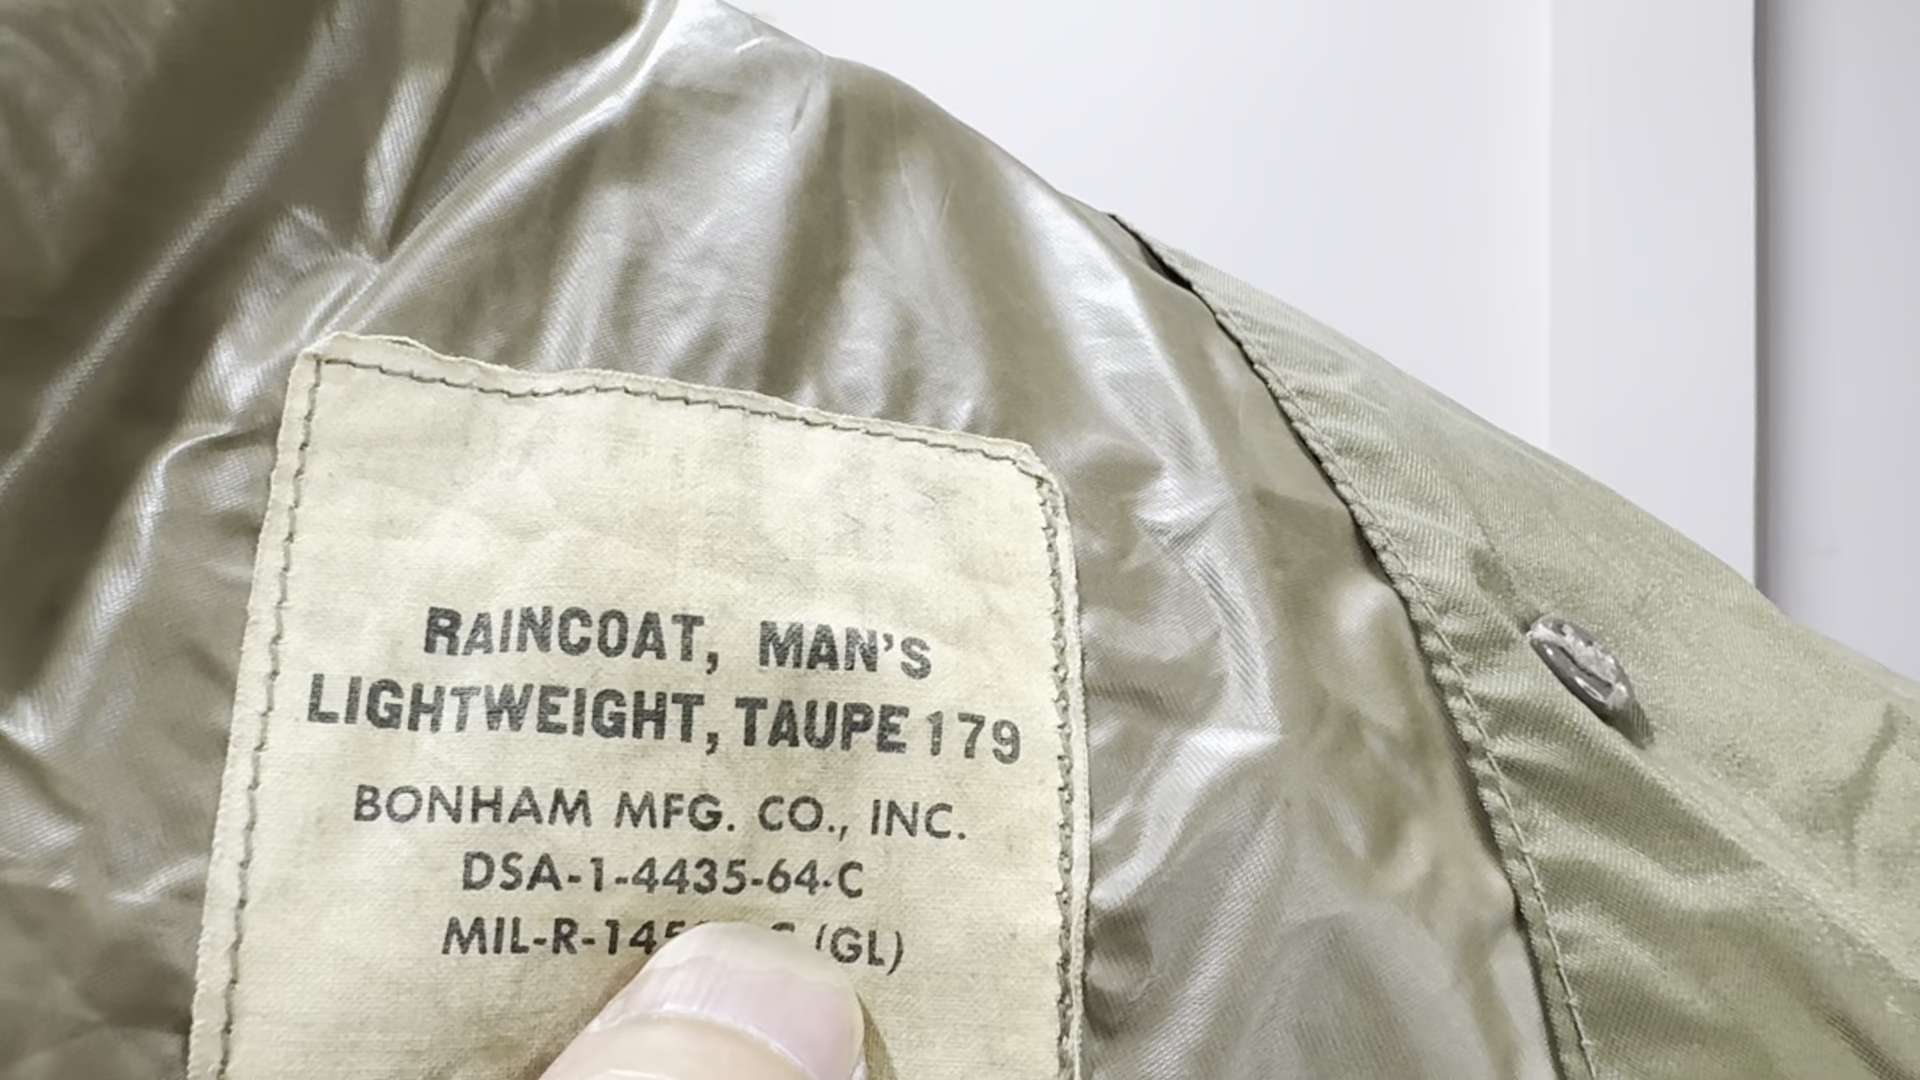 RAINCOAT, MAN'S
LIGHTWEIGHT, TAUPE 179
BONHAM MFG. CO., INC.
DSA-1-4435-64-C
(GL)